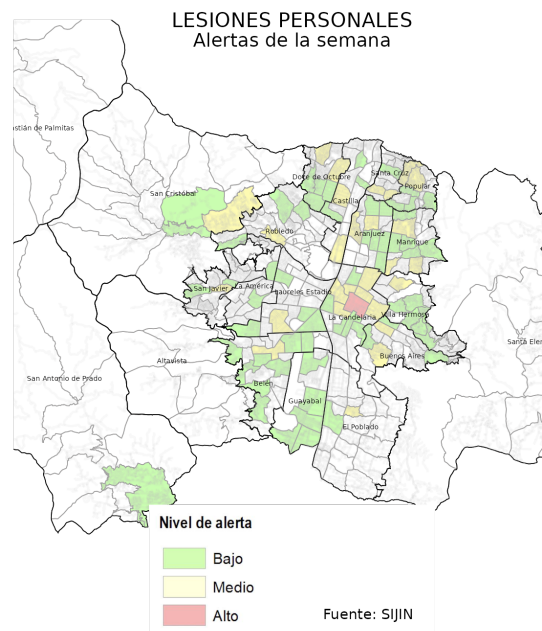 LESIONES PERSONALES
Alertas de la semana
astián de Palmitas
San Cristóbal
Doce de Octubre
Santa Cruz
Popular
Castilla
Robledo
Aranjuez
Manrique
San Javier
La América
Laureles Estadio
La Candelaria
Villa Hermosa
Santa Ele
Altavista
Buenos Aires
San Antonio de Prado
Belén
Guayabal
El Poblado
Nivel de alerta
Bajo
Medio
Alto
Fuente: SIJIN